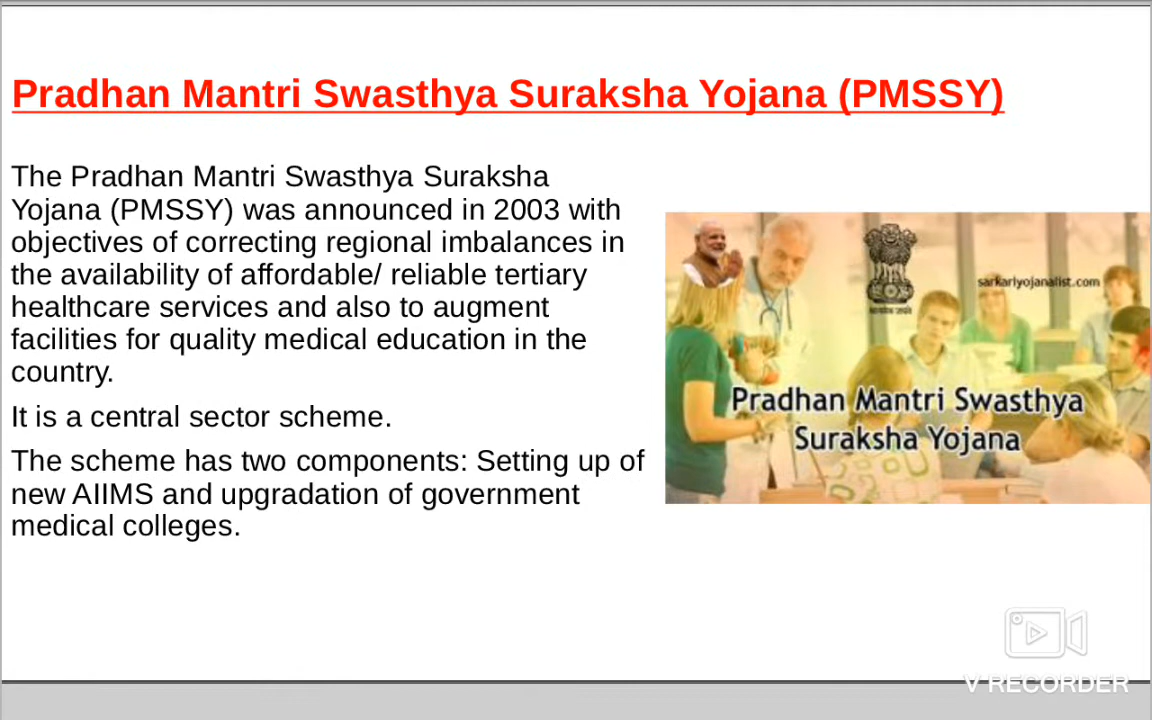 Pradhan Mantri Swasthya Suraksha Yojana (PMSSY)
The Pradhan Mantri Swasthya Suraksha
Yojana (PMSSY) was announced in 2003 with
objectives of correcting regional imbalances in
the availability of affordable/ reliable tertiary
healthcare services and also to augment
facilities for quality medical education in the
country.
It is a central sector scheme.
The scheme has two components: Setting up of
new AIIMS and upgradation of government
medical colleges.
sarkariyojanalist.com
Pradhan Mantri Swasthya
Suraksha Yojana
V RECORDER